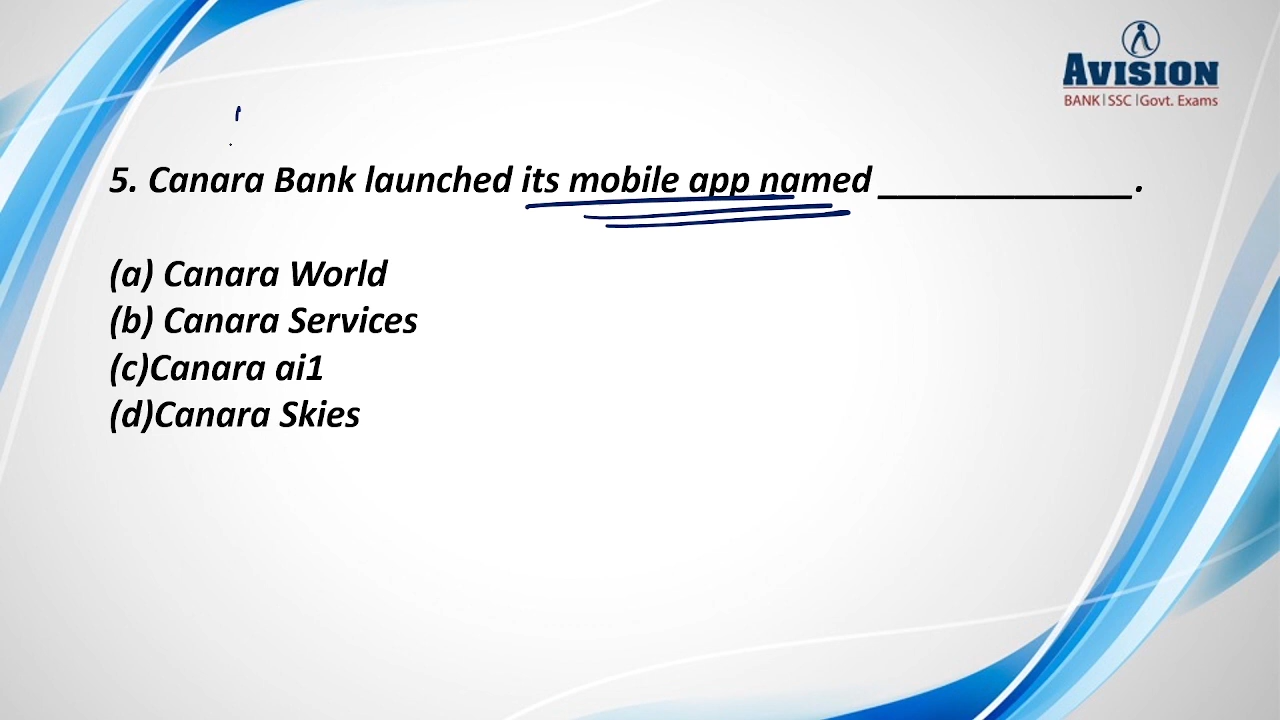 AVISION
BANK|SSC|Govt. Exams
5. Canara Bank launched its mobile app named _____________.
(a) Canara World
(b) Canara Services
(c)Canara ai1
(d)Canara Skies